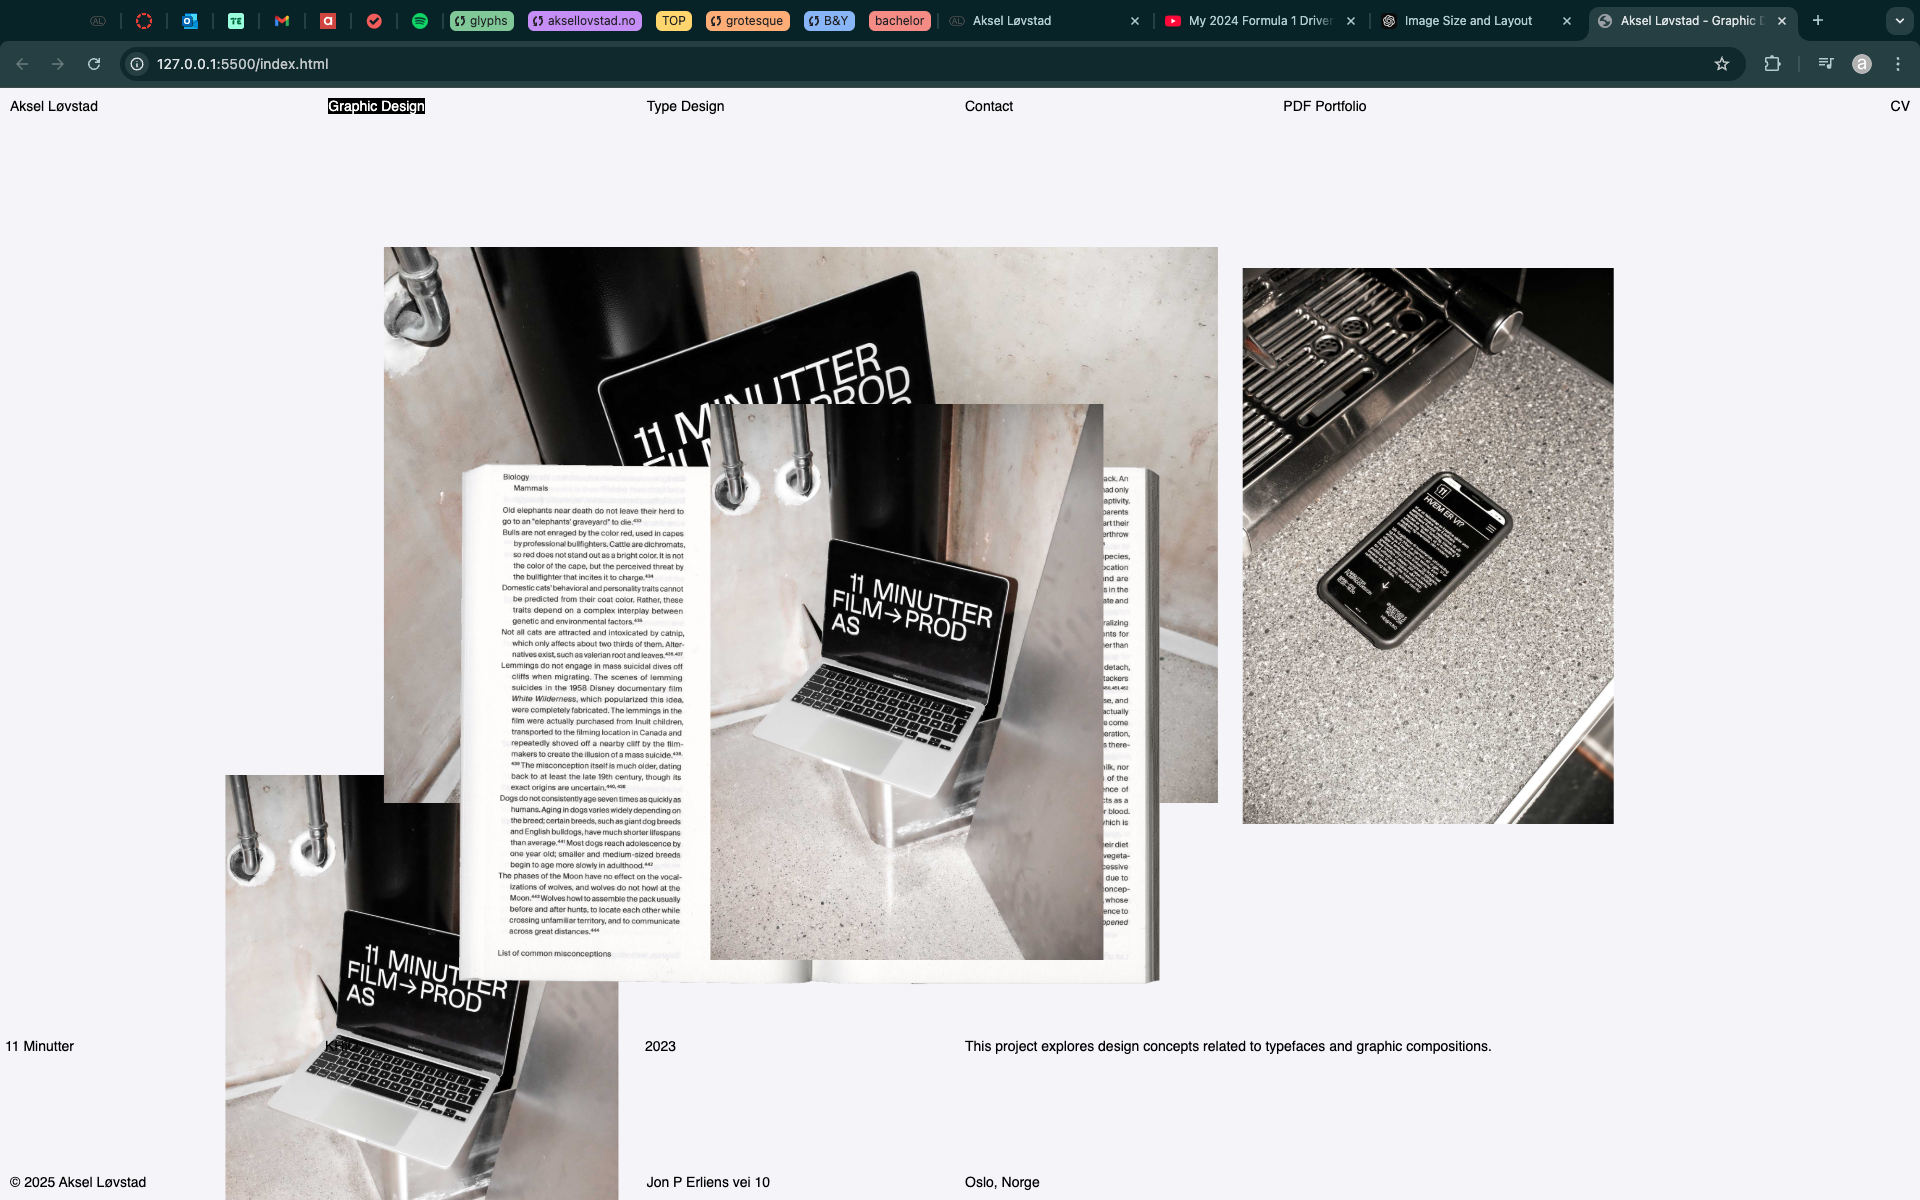 glyphs
aksellovstad.no
TOP
grotesque
B&Y
bachelor
Aksel Løvstad
My 2024 Formula 1 Driver
Image Size and Layout
Aksel Løvstad - Graphic D
127.0.0.1:5500/index.html
Aksel Løvstad
Graphic Design
Type Design
Contact
PDF Portfolio
CV
11 MINUTTER
PROD
Biology
Mammals
Old elephants near death do not leave their herd to
go to an "elephants' graveyard" to die.⁴³³
Bulls are not enraged by the color red, used in capes
by professional bullfighters. Cattle are dichromats,
so red does not stand out as a bright color. It is not
the color of the cape, but the perceived threat by
the bullfighter that incites it to charge.⁴³⁴
Domestic cats' behavioral and personality traits cannot
be predicted from their coat color. Rather, these
traits depend on a complex interplay between
genetic and environmental factors.⁴³⁵
Not all cats are attracted and intoxicated by catnip,
which only affects about two thirds of them. Alter-
natives exist, such as valerian root and leaves.⁴³⁶,⁴³⁷
Lemmings do not engage in mass suicidal dives off
cliffs when migrating. The scenes of lemming
suicides in the 1958 Disney documentary film
White Wilderness, which popularized this idea,
were completely fabricated. The lemmings in the
film were actually purchased from Inuit children,
transported to the filming location in Canada and
repeatedly shoved off a nearby cliff by the film-
makers to create the illusion of a mass suicide.⁴³⁸,
⁴³⁹ The misconception itself is much older, dating
back to at least the late 19th century, though its
exact origins are uncertain.⁴⁴⁰,⁴³⁸
Dogs do not consistently age seven times as quickly as
humans. Aging in dogs varies widely depending on
the breed; certain breeds, such as giant dog breeds
and English bulldogs, have much shorter lifespans
than average.⁴⁴¹ Most dogs reach adolescence by
one year old; smaller and medium-sized breeds
begin to age more slowly in adulthood.⁴⁴²
The phases of the Moon have no effect on the vocal-
izations of wolves, and wolves do not howl at the
Moon.⁴⁴³ Wolves howl to assemble the pack usually
before and after hunts, to locate each other while
crossing unfamiliar territory, and to communicate
across great distances.⁴⁴⁴
List of common misconceptions
11 MINUTTER
FILM→PROD
AS
HVEM ER VI?
11 MINUT
FILM→PROD
AS
11 Minutter
2023
This project explores design concepts related to typefaces and graphic compositions.
© 2025 Aksel Løvstad
Jon P Erliens vei 10
Oslo, Norge